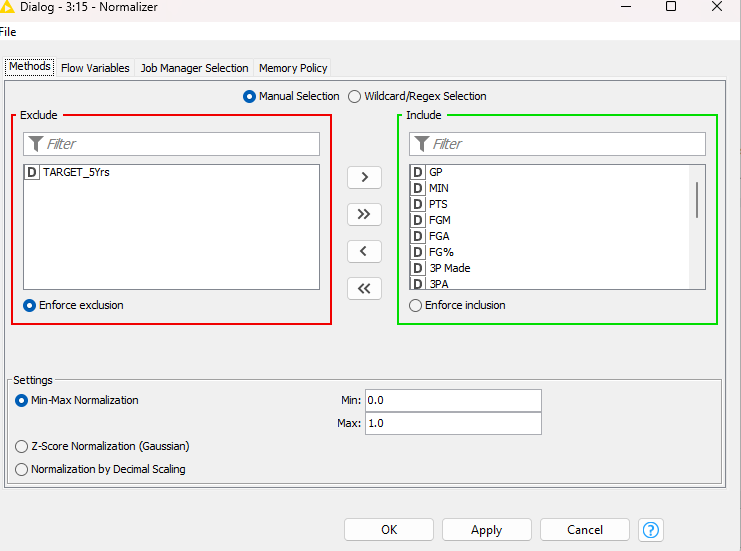 Dialog - 3:15 - Normalizer
File
Methods Flow Variables Job Manager Selection Memory Policy
Manual Selection Wildcard/Regex Selection
Exclude
Filter
D TARGET_5Yrs
Enforce exclusion
>
>>
<
<<
Include
Filter
D GP
D MIN
D PTS
D FGM
D FGA
D FG%
D 3P Made
D 3PA
Enforce inclusion
Settings
Min-Max Normalization
Min: 0.0
Max: 1.0
Z-Score Normalization (Gaussian)
Normalization by Decimal Scaling
OK Apply Cancel ?